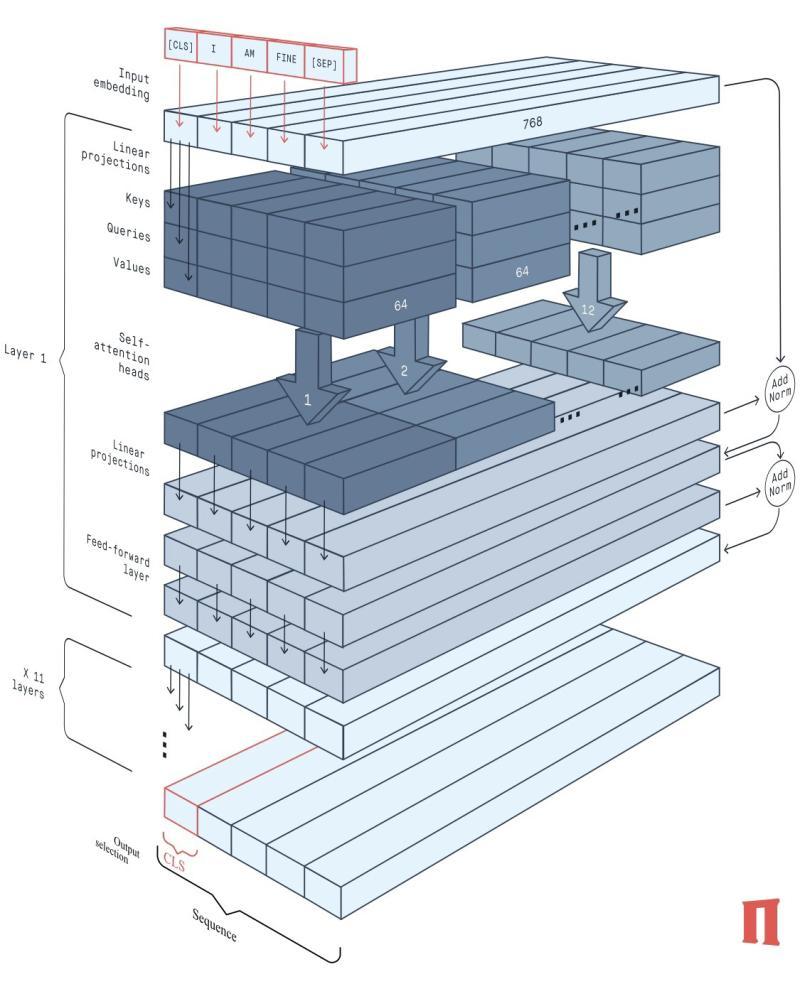 [CLS] I AM FINE [SEP]
Input
embedding
768
Linear
projections
Keys
Queries
Values
64
64
Layer 1
Self-
attention
heads
1
2
12
Add
Norm
Linear
projections
Add
Norm
Feed-forward
layer
X 11
layers
Output
selection
CLS
Sequence
П